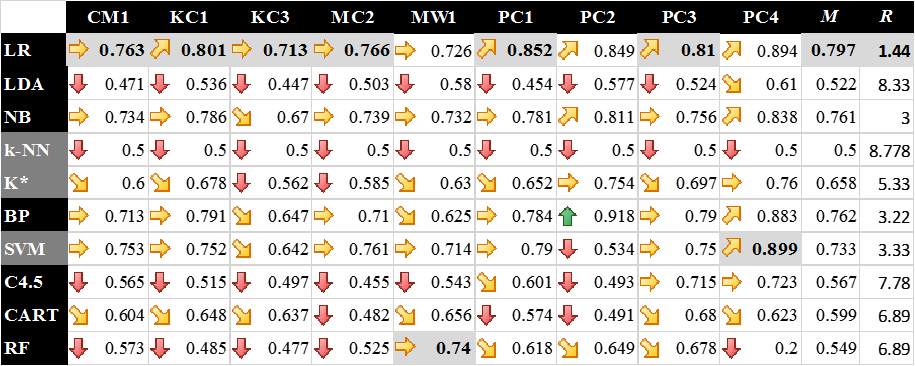 CM1 KC1 KC3 MC2 MW1 PC1 PC2 PC3 PC4 M R
LR 0.763 0.801 0.713 0.766 0.726 0.852 0.849 0.81 0.894 0.797 1.44
LDA 0.471 0.536 0.447 0.503 0.58 0.454 0.577 0.524 0.61 0.522 8.33
NB 0.734 0.786 0.67 0.739 0.732 0.781 0.811 0.756 0.838 0.761 3
k-NN 0.5 0.5 0.5 0.5 0.5 0.5 0.5 0.5 0.5 0.5 8.778
K* 0.6 0.678 0.562 0.585 0.63 0.652 0.754 0.697 0.76 0.658 5.33
BP 0.713 0.791 0.647 0.71 0.625 0.784 0.918 0.79 0.883 0.762 3.22
SVM 0.753 0.752 0.642 0.761 0.714 0.79 0.534 0.75 0.899 0.733 3.33
C4.5 0.565 0.515 0.497 0.455 0.543 0.601 0.493 0.715 0.723 0.567 7.78
CART 0.604 0.648 0.637 0.482 0.656 0.574 0.491 0.68 0.623 0.599 6.89
RF 0.573 0.485 0.477 0.525 0.74 0.618 0.649 0.678 0.2 0.549 6.89